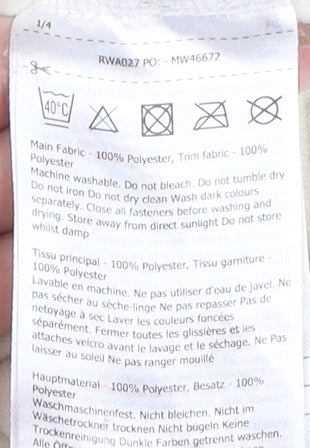 1/4
RWA027 PO: - MW46672
40°C
Main Fabric - 100% Polyester, Trim fabric - 100%
Polyester
Machine washable. Do not bleach. Do not tumble dry
Do not iron Do not dry clean Wash dark colours
separately. Close all fasteners before washing and
drying. Store away from direct sunlight Do not store
whilst damp
Tissu principal - 100% Polyester, Tissu garniture -
100% Polyester
Lavable en machine. Ne pas utiliser d'eau de javel. Ne
pas sécher au sèche-linge Ne pas repasser Pas de
netoyage à sec Laver les couleurs foncées
séparément. Fermer toutes les glissières et les
attaches velcro avant le lavage et le séchage. Ne Pas
laisser au soleil Ne pas ranger mouillé
Hauptmaterial - 100% Polyester, Besatz - 100%
Polyester
Waschmaschinenfest. Nicht bleichen. Nicht im
Wäschetrockner trocknen Nicht bügeln Keine
Trockenreinigung Dunkle Farben getrennt waschen.
Alle